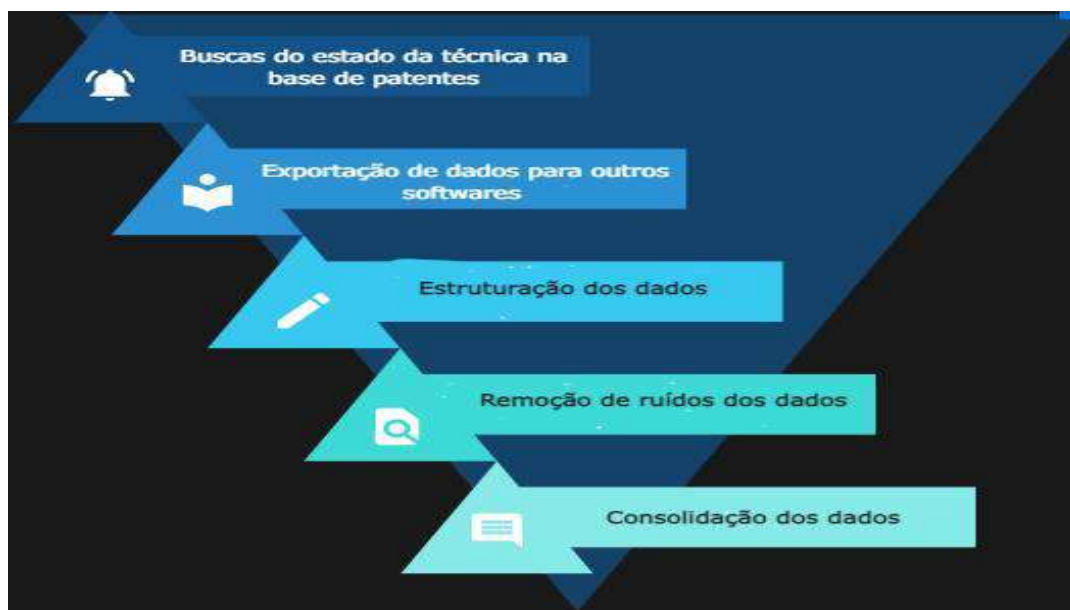 Buscas do estado da técnica na
base de patentes
Exportação de dados para outros
softwares
Estruturação dos dados
Remoção de ruídos dos dados
Consolidação dos dados